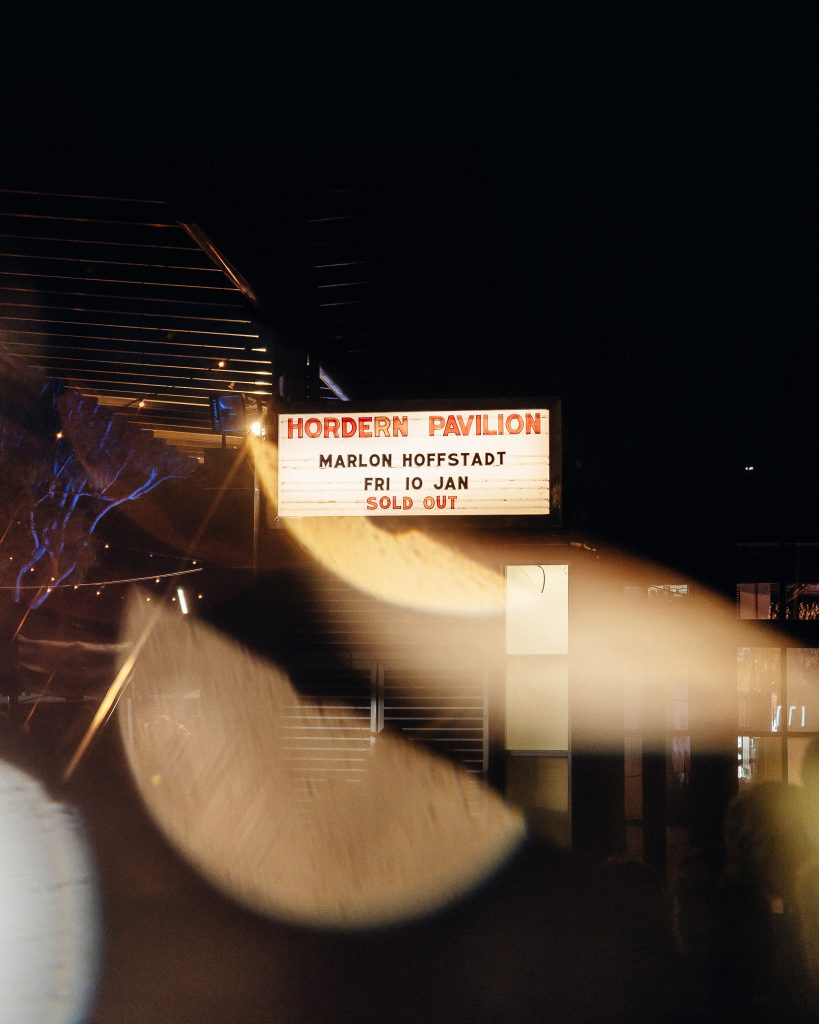 HORDERN PAVILION
MARLON HOFFSTADT
FRI 10 JAN
SOLD OUT